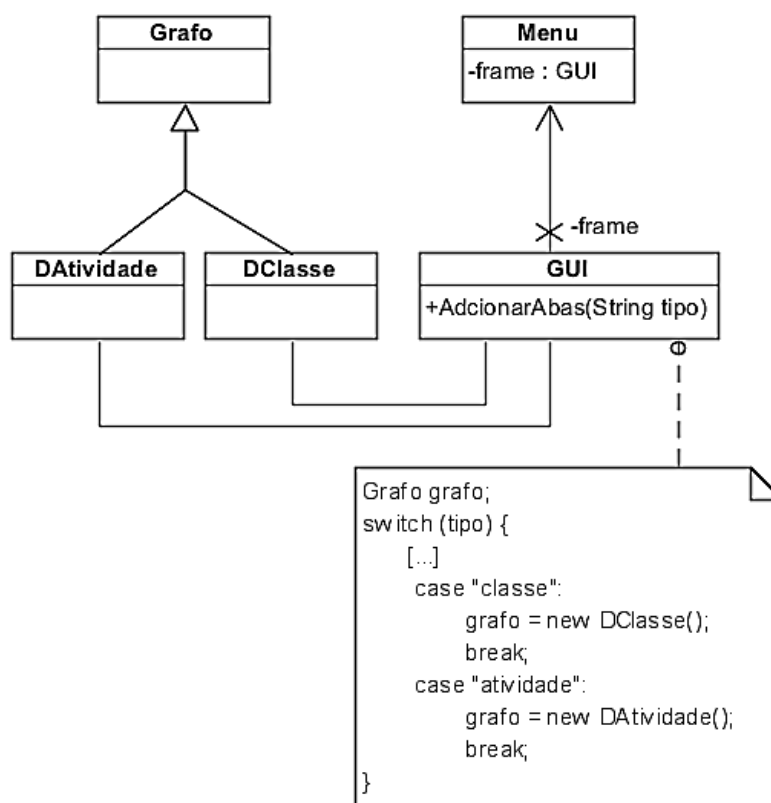 Grafo
Menu
-frame : GUI
-frame
DAtividade
DClasse
GUI
+AdcionarAbas(String tipo)
Grafo grafo;
switch (tipo) {
[...]
case "classe":
grafo = new DClasse();
break;
case "atividade":
grafo = new DAtividade();
break;
}